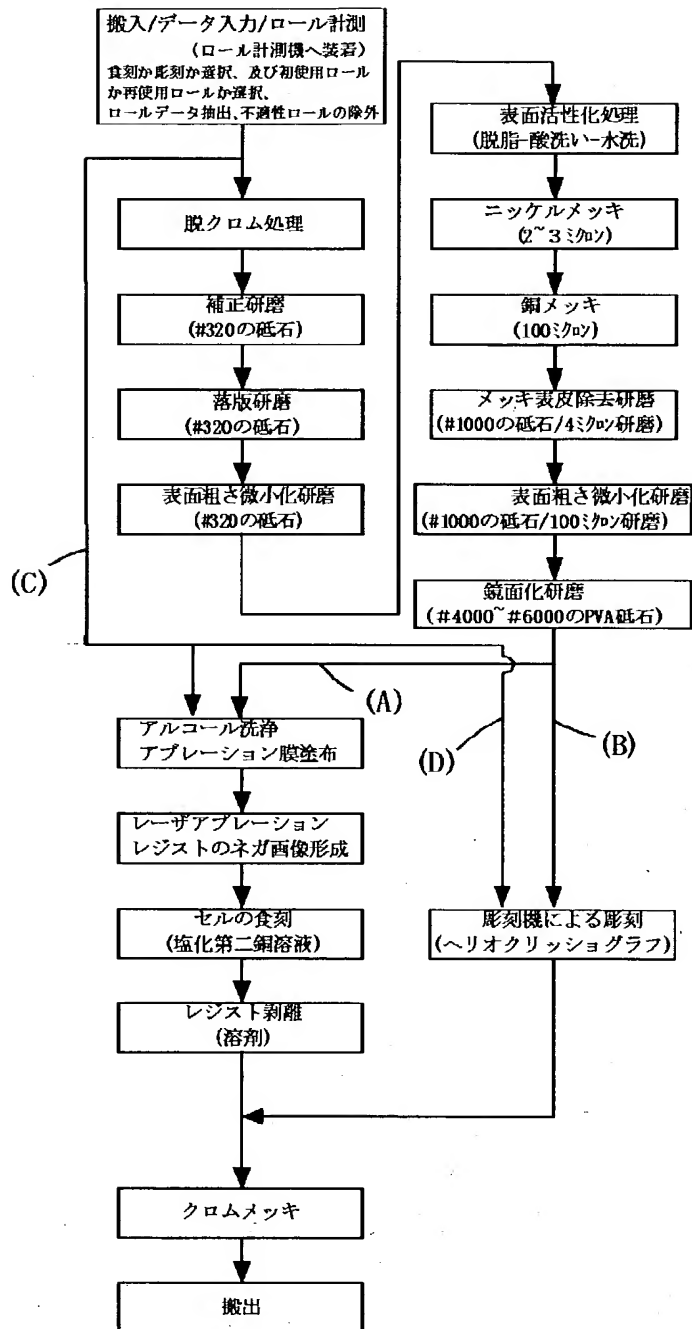 搬入/データ入力/ロール計測
(ロール計測機へ装着)
食刻か彫刻か選択、及び初使用ロール
か再使用ロールか選択、
ロールデータ抽出、不適性ロールの除外
脱クロム処理
補正研磨
(#320の砥石)
落版研磨
(#320の砥石)
表面粗さ微小化研磨
(#320の砥石)
(C)
表面活性化処理
(脱脂-酸洗い-水洗)
ニッケルメッキ
(2~3ミクロン)
銅メッキ
(100ミクロン)
メッキ表皮除去研磨
(#1000の砥石/4ミクロン研磨)
表面粗さ微小化研磨
(#1000の砥石/100ミクロン研磨)
鏡面化研磨
(#4000~#6000のPVA砥石)
(A)
(D)
(B)
アルコール洗浄
アブレーション膜塗布
レーザアブレーション
レジストのネガ画像形成
セルの食刻
(塩化第二銅溶液)
レジスト剥離
(溶剤)
彫刻機による彫刻
(ヘリオクリッショグラフ)
クロムメッキ
搬出